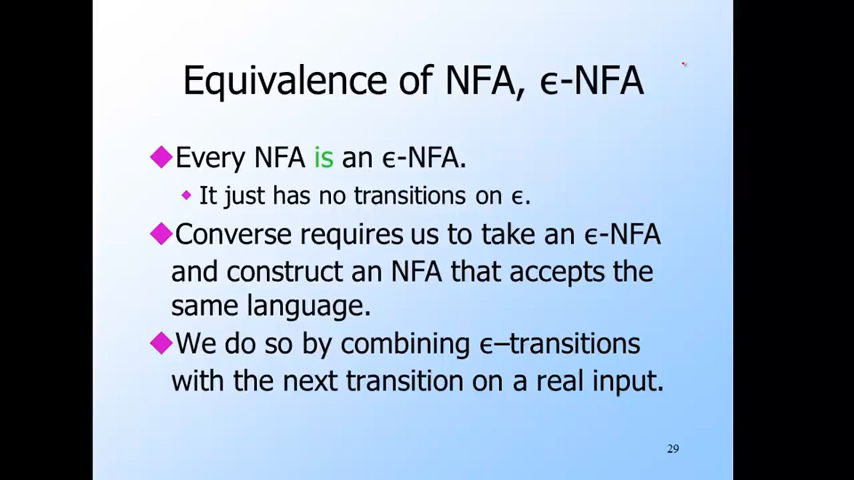 Equivalence of NFA, ϵ-NFA
Every NFA is an ϵ-NFA.
It just has no transitions on ϵ.
Converse requires us to take an ϵ-NFA
and construct an NFA that accepts the
same language.
We do so by combining ϵ–transitions
with the next transition on a real input.
29